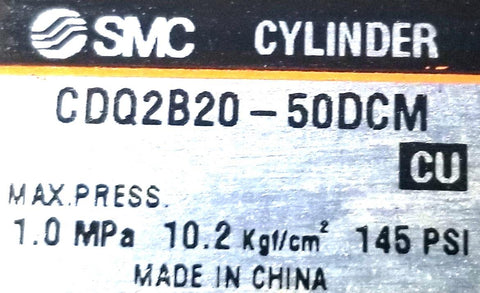 SMC CYLINDER
CDQ2B20-50DCM
CU
MAX.PRESS.
1.0 MPa 10.2 Kgf/cm² 145 PSI
MADE IN CHINA